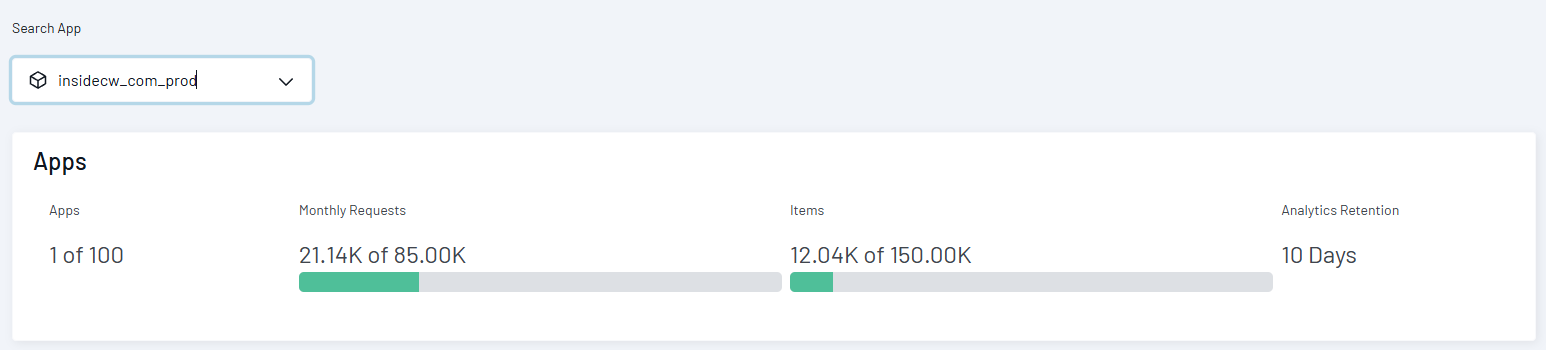 Search App
insidecw_com_prod
Apps
Apps
Monthly Requests
Items
Analytics Retention
1 of 100
21.14K of 85.00K
12.04K of 150.00K
10 Days